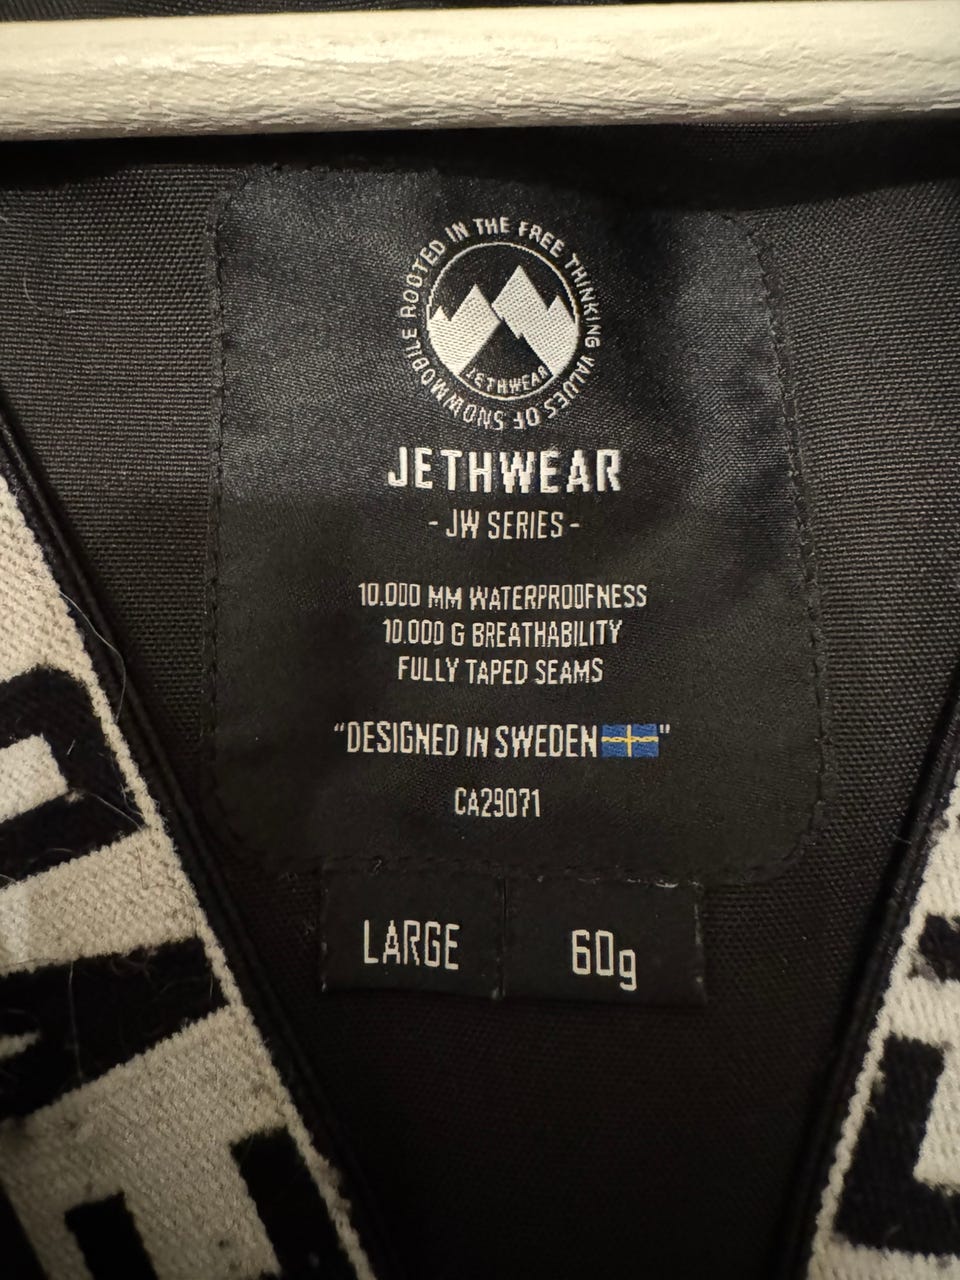 SNOWMOBILE ROOTED IN THE FREE THINKING VALUES OF
JETHWEAR
JETHWEAR
- JW SERIES -
10.000 MM WATERPROOFNESS
10.000 G BREATHABILITY
FULLY TAPED SEAMS
"DESIGNED IN SWEDEN"
CA29071
LARGE
60g